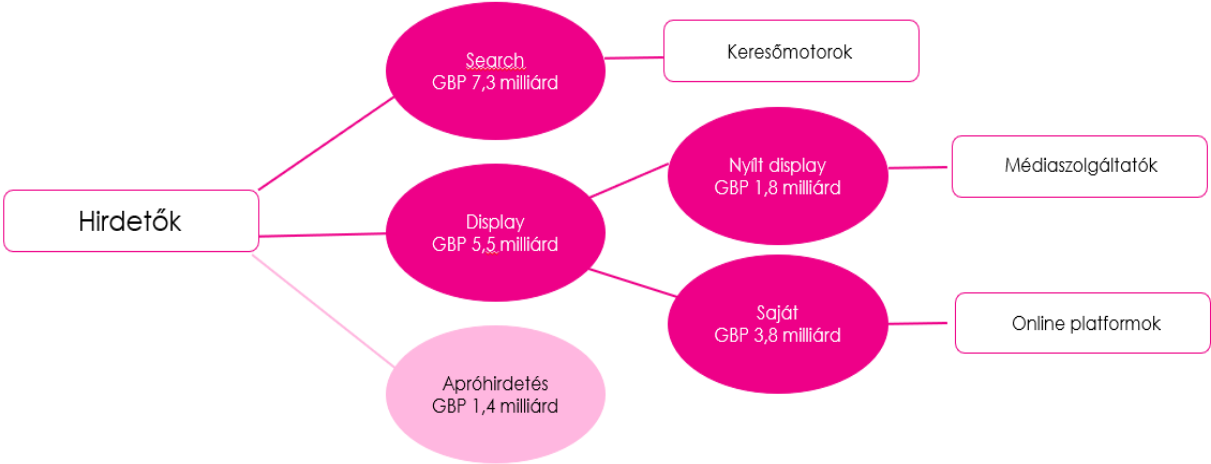 Search
GBP 7,3 milliárd
Keresőmotorok
Hirdetők
Display
GBP 5,5 milliárd
Nyílt display
GBP 1,8 milliárd
Médiaszolgáltatók
Saját
GBP 3,8 milliárd
Online platformok
Apróhirdetés
GBP 1,4 milliárd